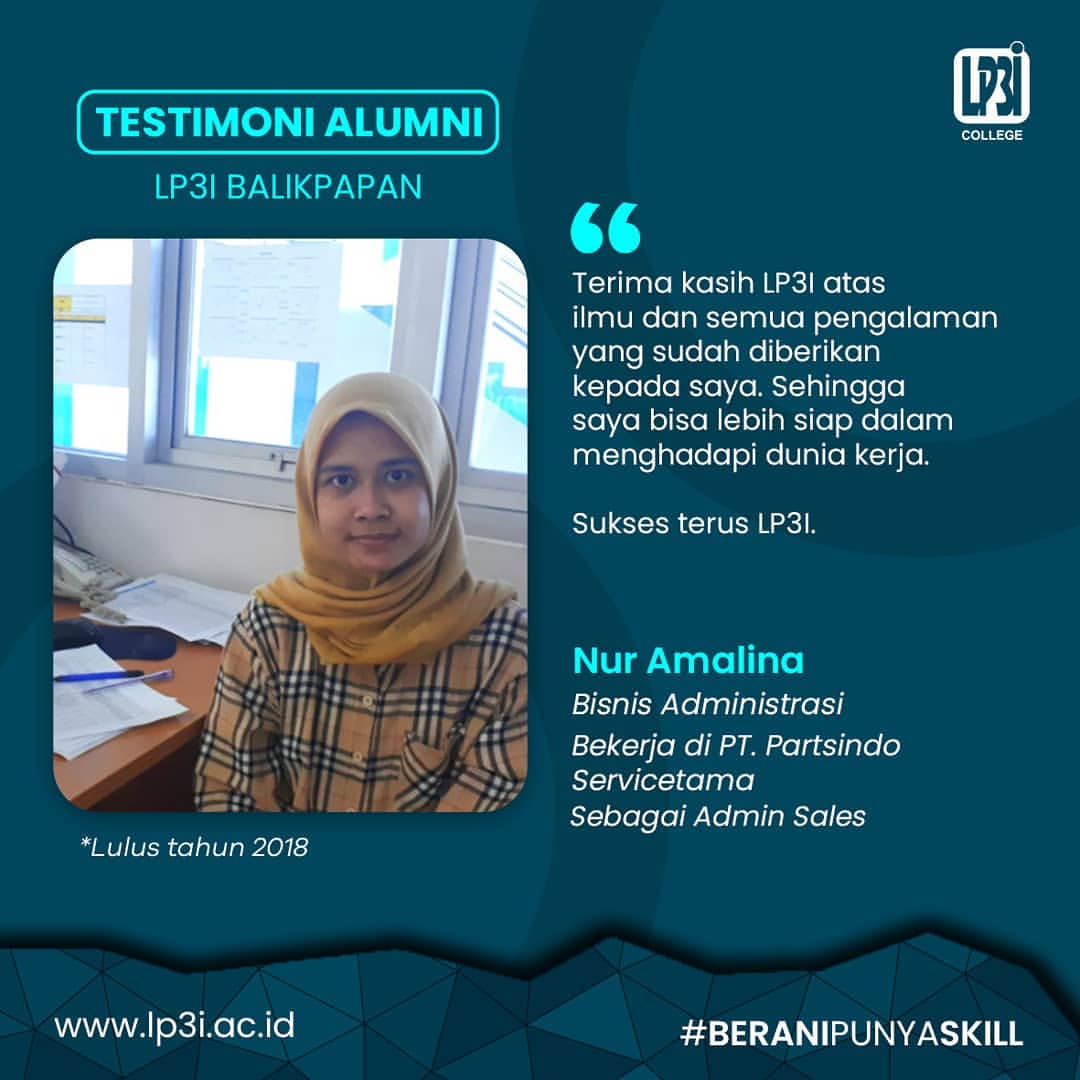 LP3I
COLLEGE
TESTIMONI ALUMNI
LP3I BALIKPAPAN
Terima kasih LP3I atas
ilmu dan semua pengalaman
yang sudah diberikan
kepada saya. Sehingga
saya bisa lebih siap dalam
menghadapi dunia kerja.
Sukses terus LP3I.
Nur Amalina
Bisnis Administrasi
Bekerja di PT. Partsindo
Servicetama
Sebagai Admin Sales
*Lulus tahun 2018
www.lp3i.ac.id
#BERANIPUNYASKILL